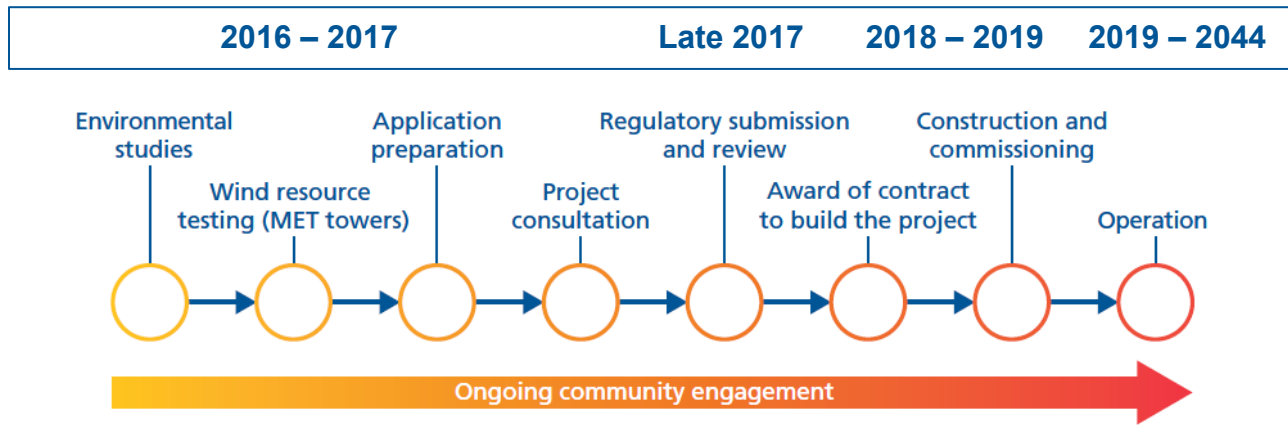 2016 – 2017 Late 2017 2018 – 2019 2019 – 2044
Environmental
studies
Wind resource
testing (MET towers)
Application
preparation
Project
consultation
Regulatory submission
and review
Award of contract
to build the project
Construction and
commissioning
Operation
Ongoing community engagement